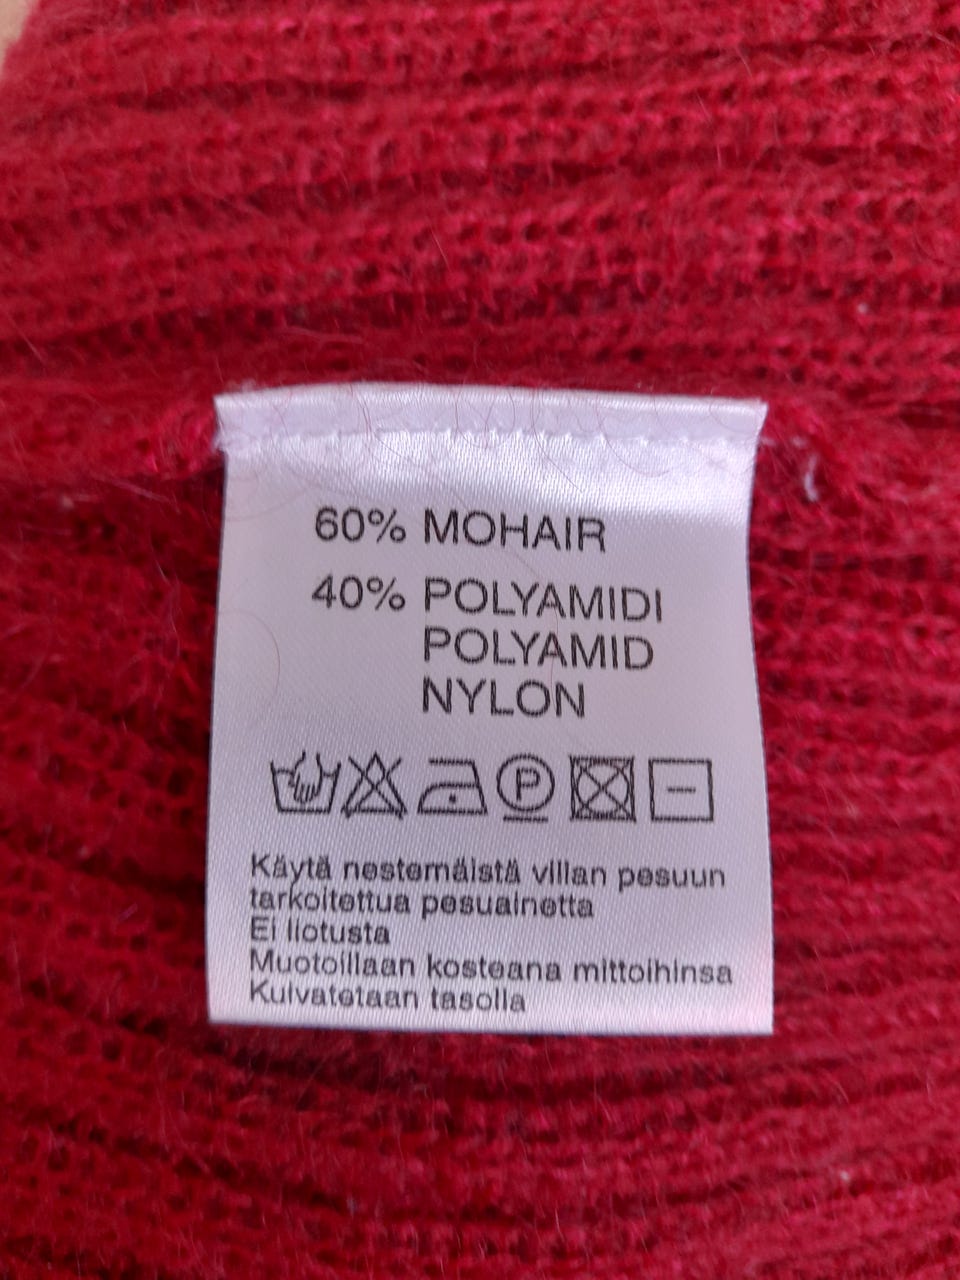 60% MOHAIR
40% POLYAMIDI
POLYAMID
NYLON
P
Käytä nestemäistä villan pesuun
tarkoitettua pesuainetta
Ei liotusta
Muotoillaan kosteana mittoihinsa
Kuivatetaan tasolla